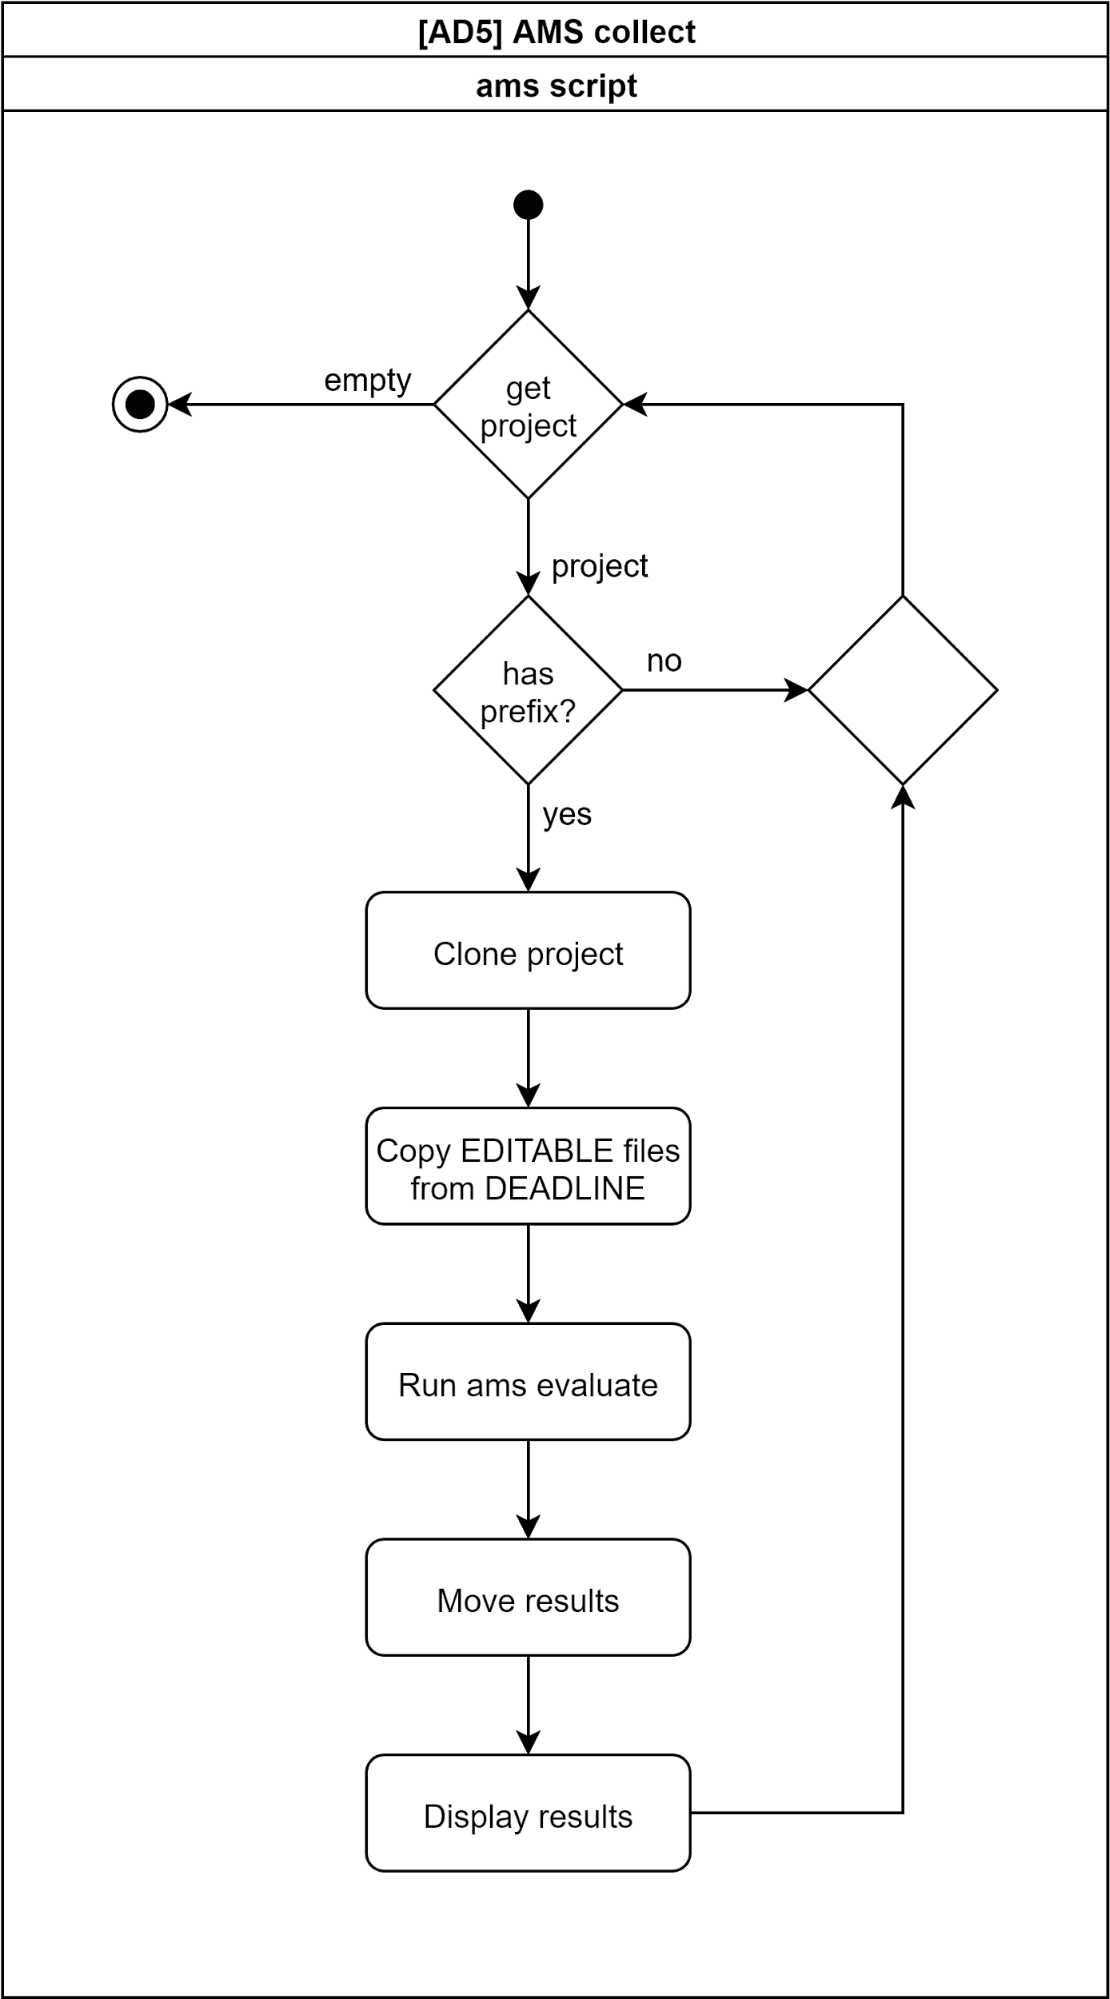 [AD5] AMS collect
ams script
empty
get
project
project
has
prefix?
no
yes
Clone project
Copy EDITABLE files
from DEADLINE
Run ams evaluate
Move results
Display results